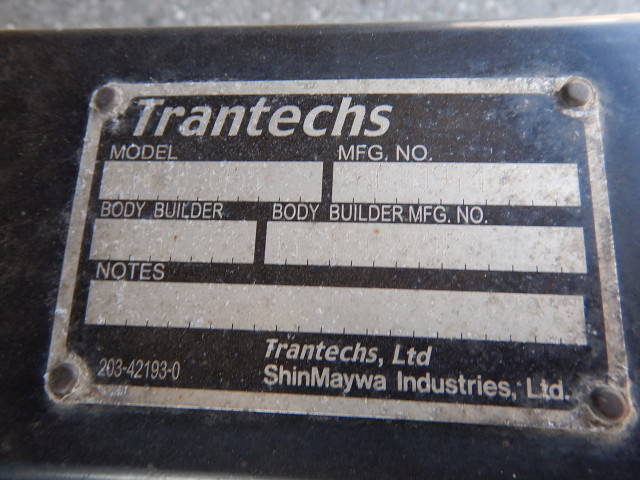 Trantechs
MODEL MFG. NO.
BODY BUILDER BODY BUILDER MFG. NO.
NOTES
203-42193-0
Trantechs, Ltd
ShinMaywa Industries, Ltd.